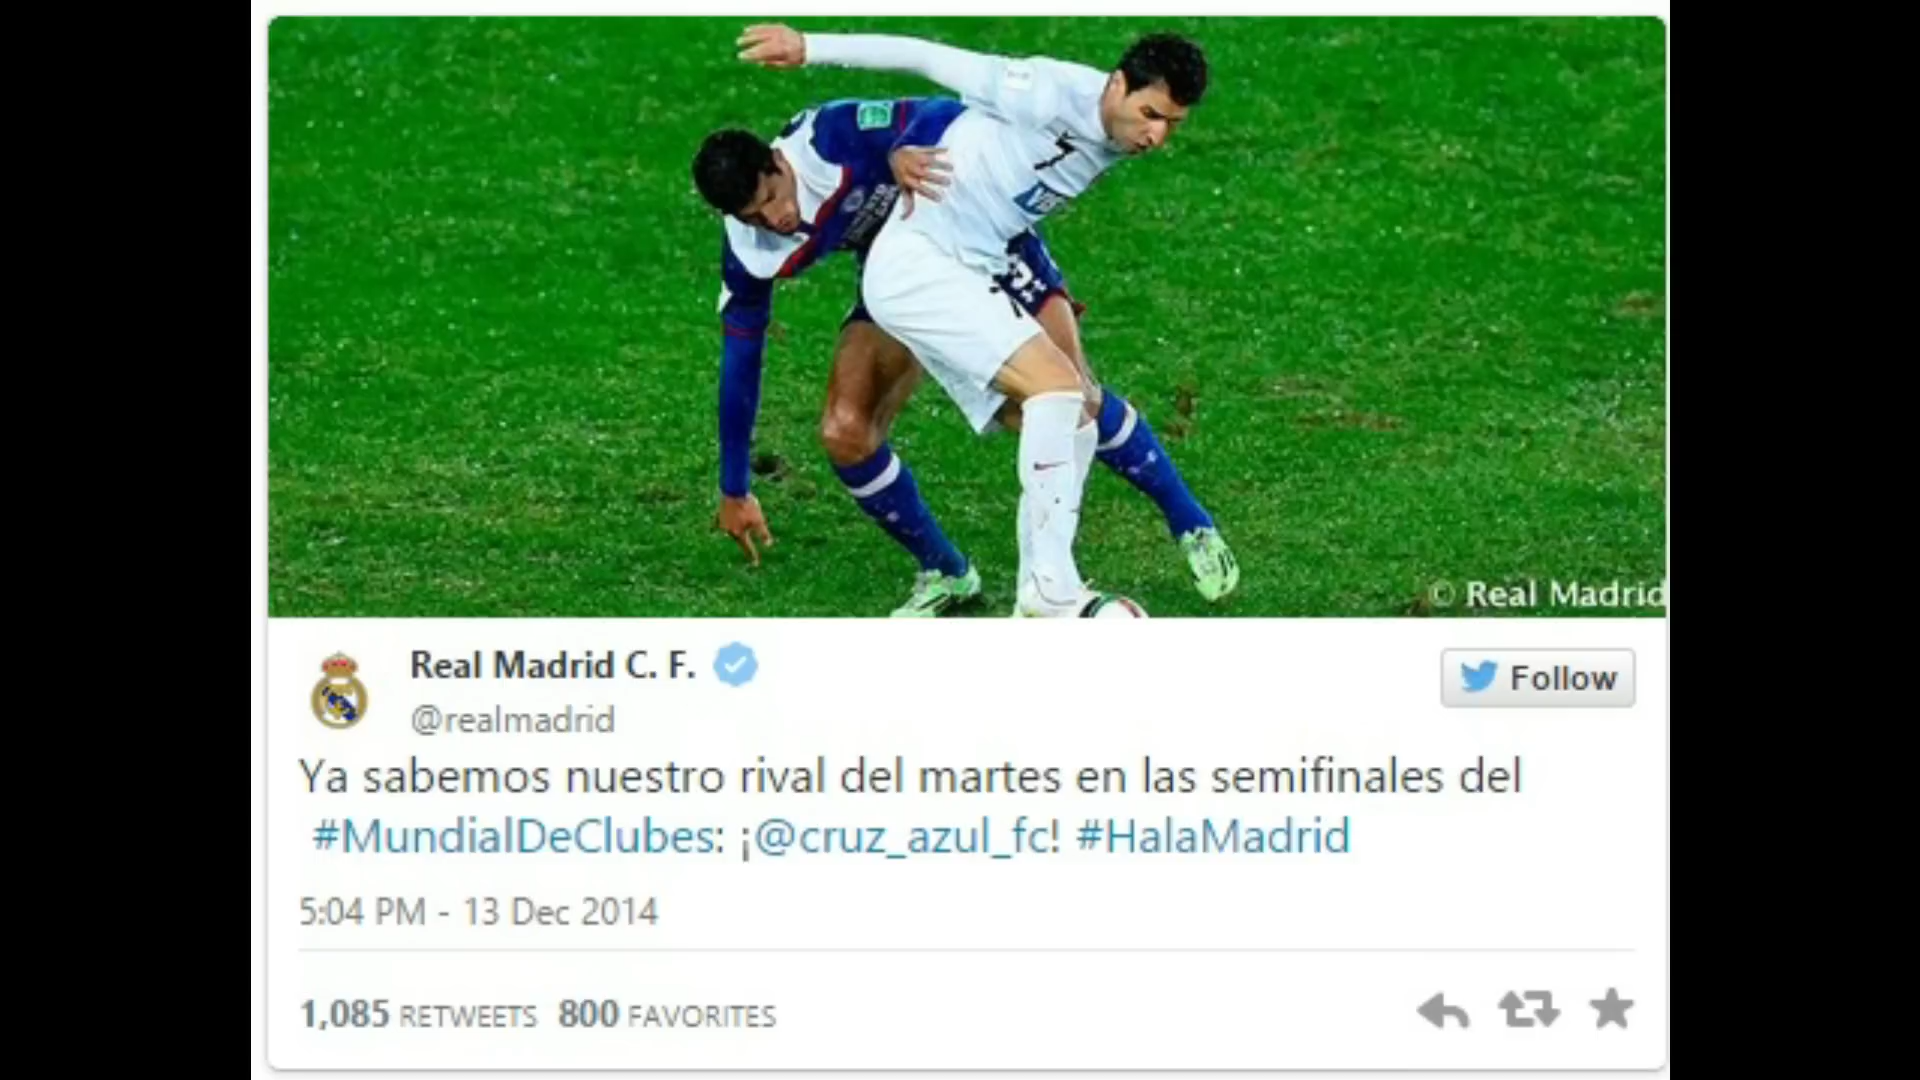 7
© Real Madrid
Real Madrid C. F.
@realmadrid
Follow
Ya sabemos nuestro rival del martes en las semifinales del
#MundialDeClubes: ¡@cruz_azul_fc! #HalaMadrid
5:04 PM - 13 Dec 2014
1,085 RETWEETS 800 FAVORITES